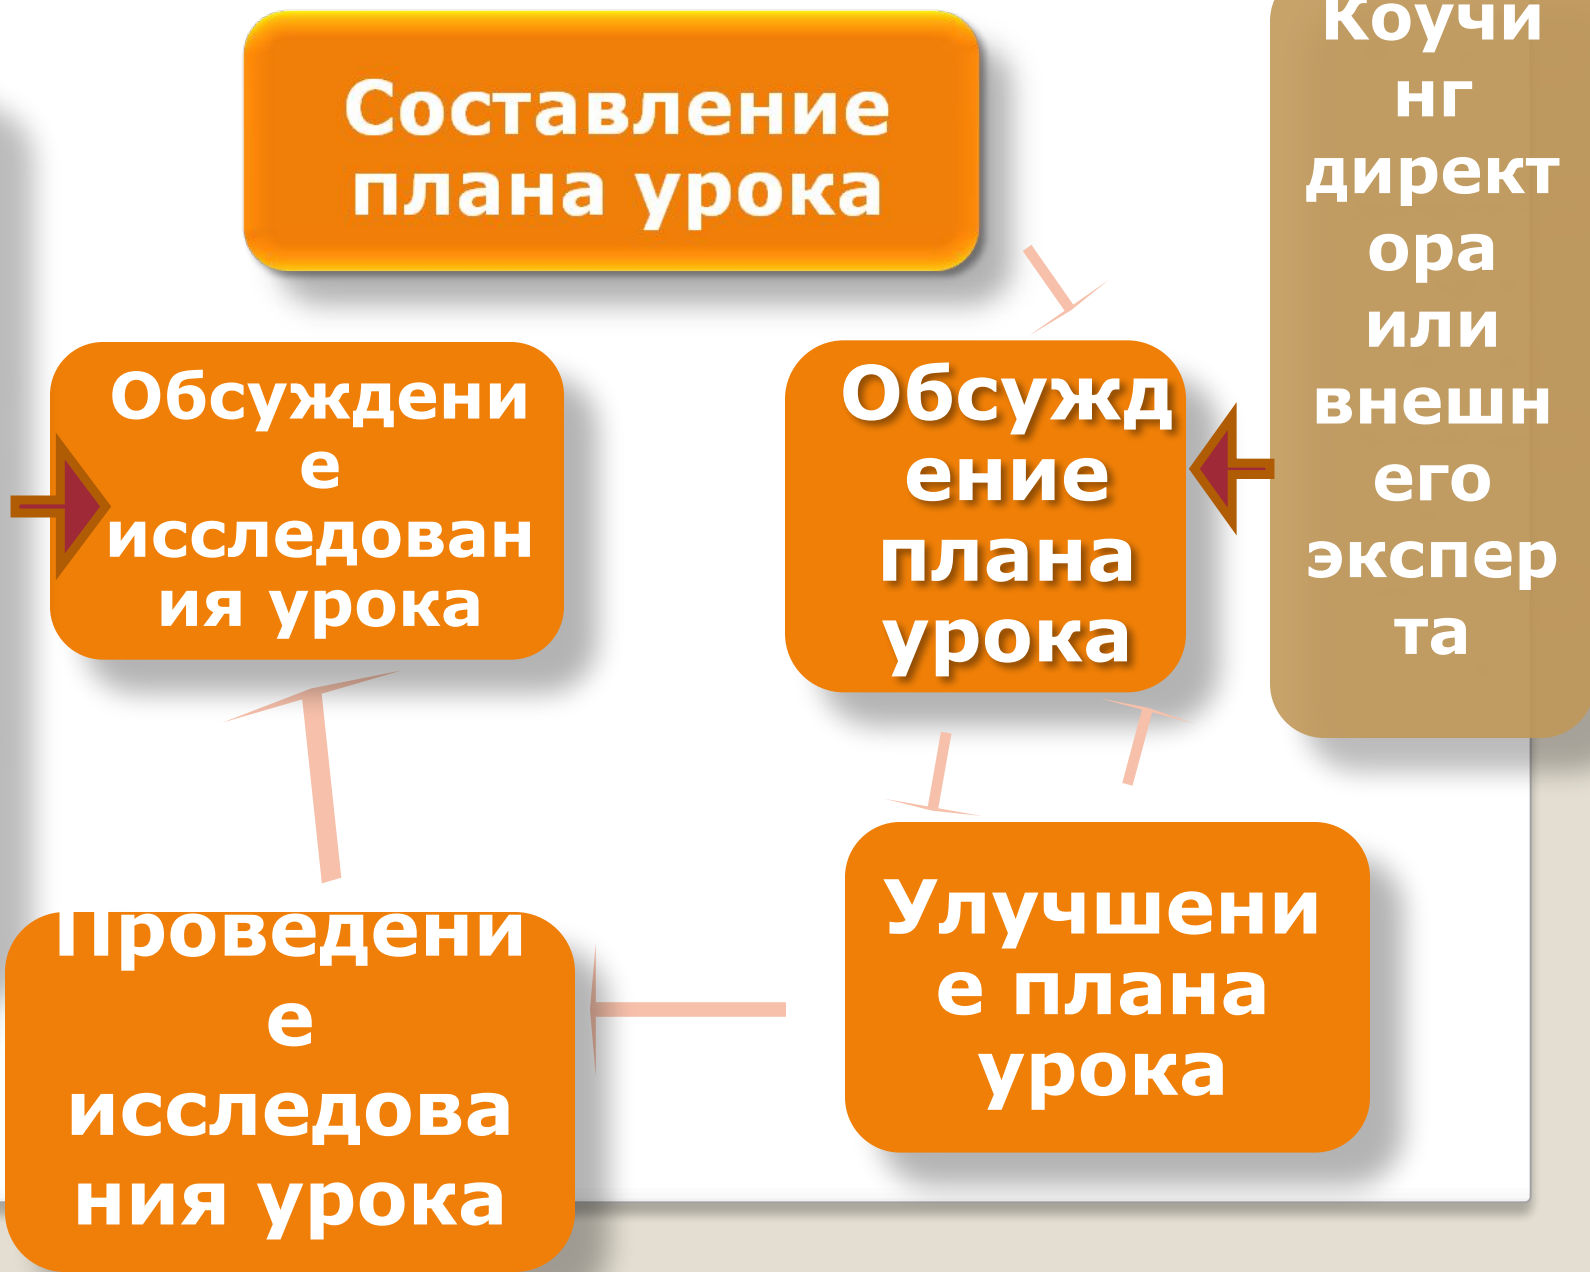 Составление
плана урока
Коучи
нг
директ
ора
или
внешн
его
экспер
та
Обсуждени
е
исследован
ия урока
Обсужд
ение
плана
урока
Улучшени
е плана
урока
Проведени
е
исследова
ния урока